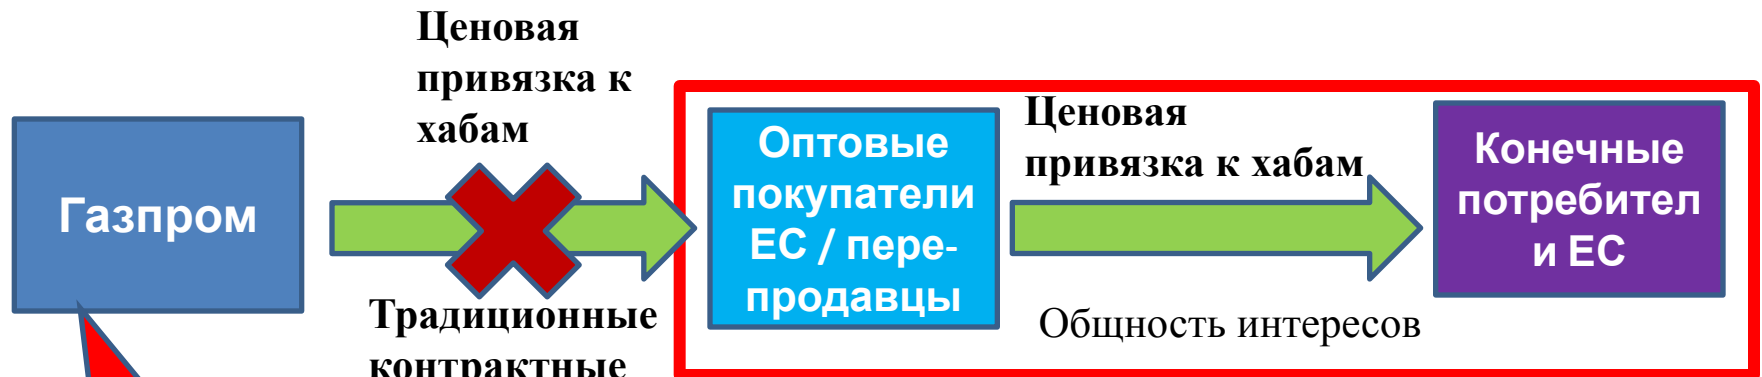 Ценовая
привязка к
хабам
Газпром
Традиционные
контрактные
Оптовые
покупатели
ЕС / пере-
продавцы
Ценовая
привязка к хабам
Общность интересов
Конечные
потребител
и ЕС